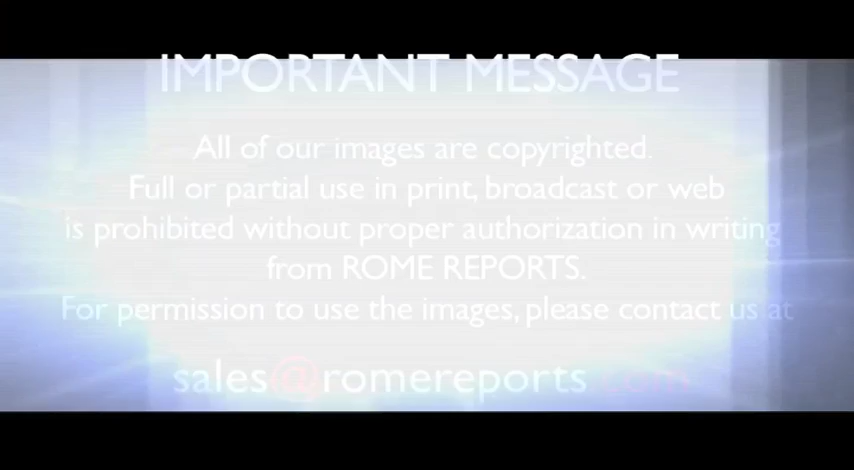 IMPORTANT MESSAGE
All of our images are copyrighted.
Full or partial use in print, broadcast or web
is prohibited without proper authorization in writing
from ROME REPORTS.
For permission to use the images, please contact us at
sales@romereports.com